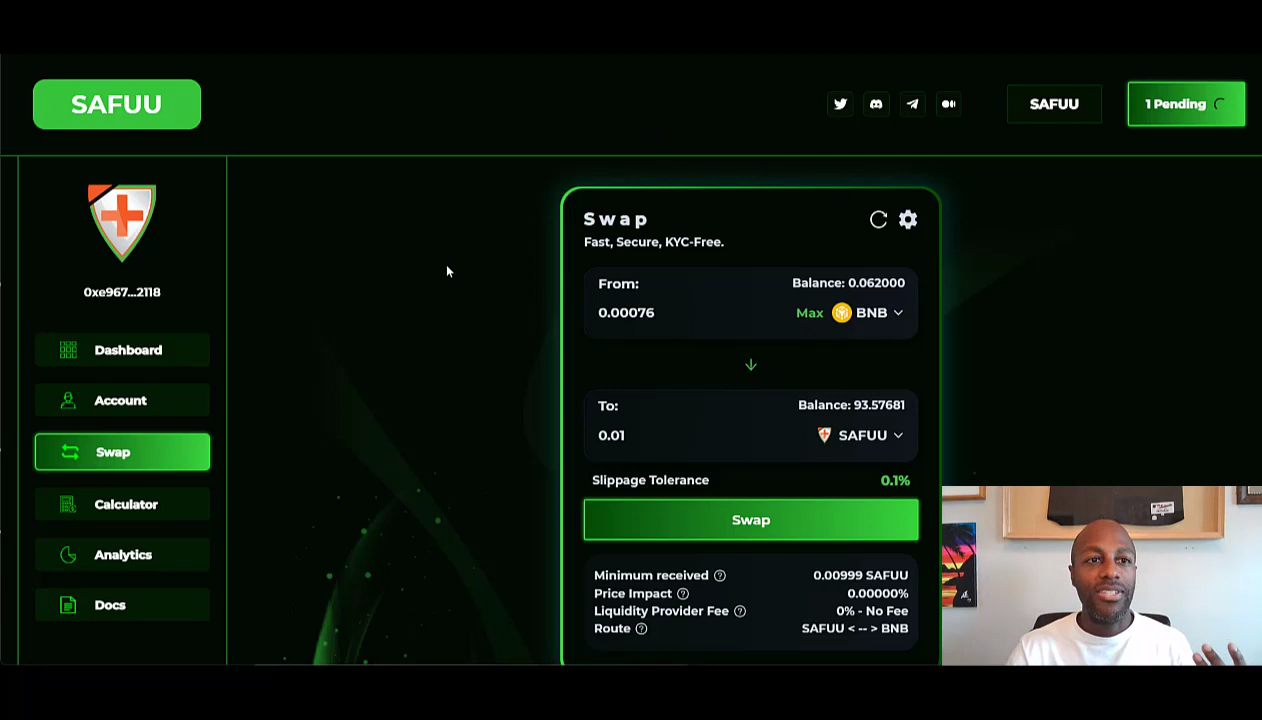 SAFUU
SAFUU
1 Pending
0xe967...2118
Dashboard
Account
Swap
Calculator
Analytics
Docs
Swap
Fast, Secure, KYC-Free.
From:
Balance: 0.062000
0.00076
Max
BNB
To:
Balance: 93.57681
0.01
SAFUU
Slippage Tolerance
0.1%
Swap
Minimum received ?
0.00999 SAFUU
Price Impact ?
0.00000%
Liquidity Provider Fee ?
0% - No Fee
Route ?
SAFUU < -- > BNB